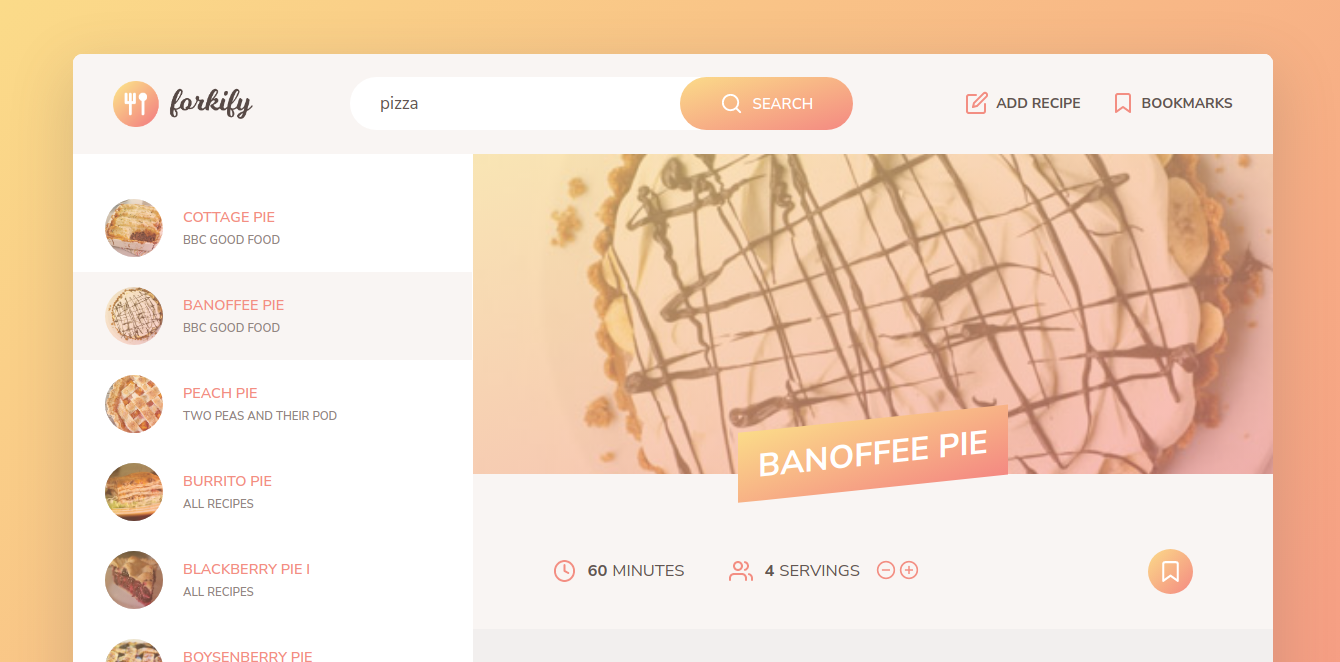 forkify
pizza
SEARCH
ADD RECIPE
BOOKMARKS
COTTAGE PIE
BBC GOOD FOOD
BANOFFEE PIE
BBC GOOD FOOD
PEACH PIE
TWO PEAS AND THEIR POD
BURRITO PIE
ALL RECIPES
BLACKBERRY PIE I
ALL RECIPES
BOYSENBERRY PIE
BANOFFEE PIE
60 MINUTES
4 SERVINGS